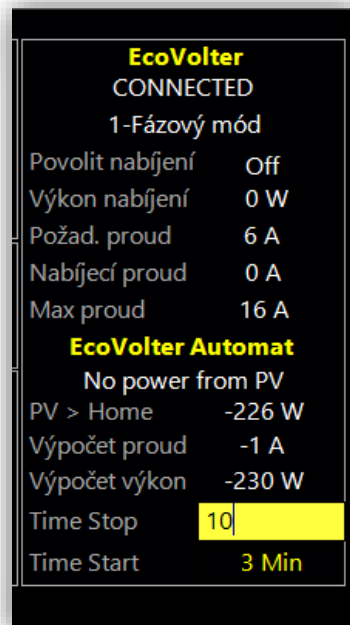 EcoVolter
CONNECTED
1-Fázový mód
Povolit nabíjení Off
Výkon nabíjení 0 W
Požad. proud 6 A
Nabíjecí proud 0 A
Max proud 16 A
EcoVolter Automat
No power from PV
PV > Home -226 W
Výpočet proud -1 A
Výpočet výkon -230 W
Time Stop 10
Time Start 3 Min